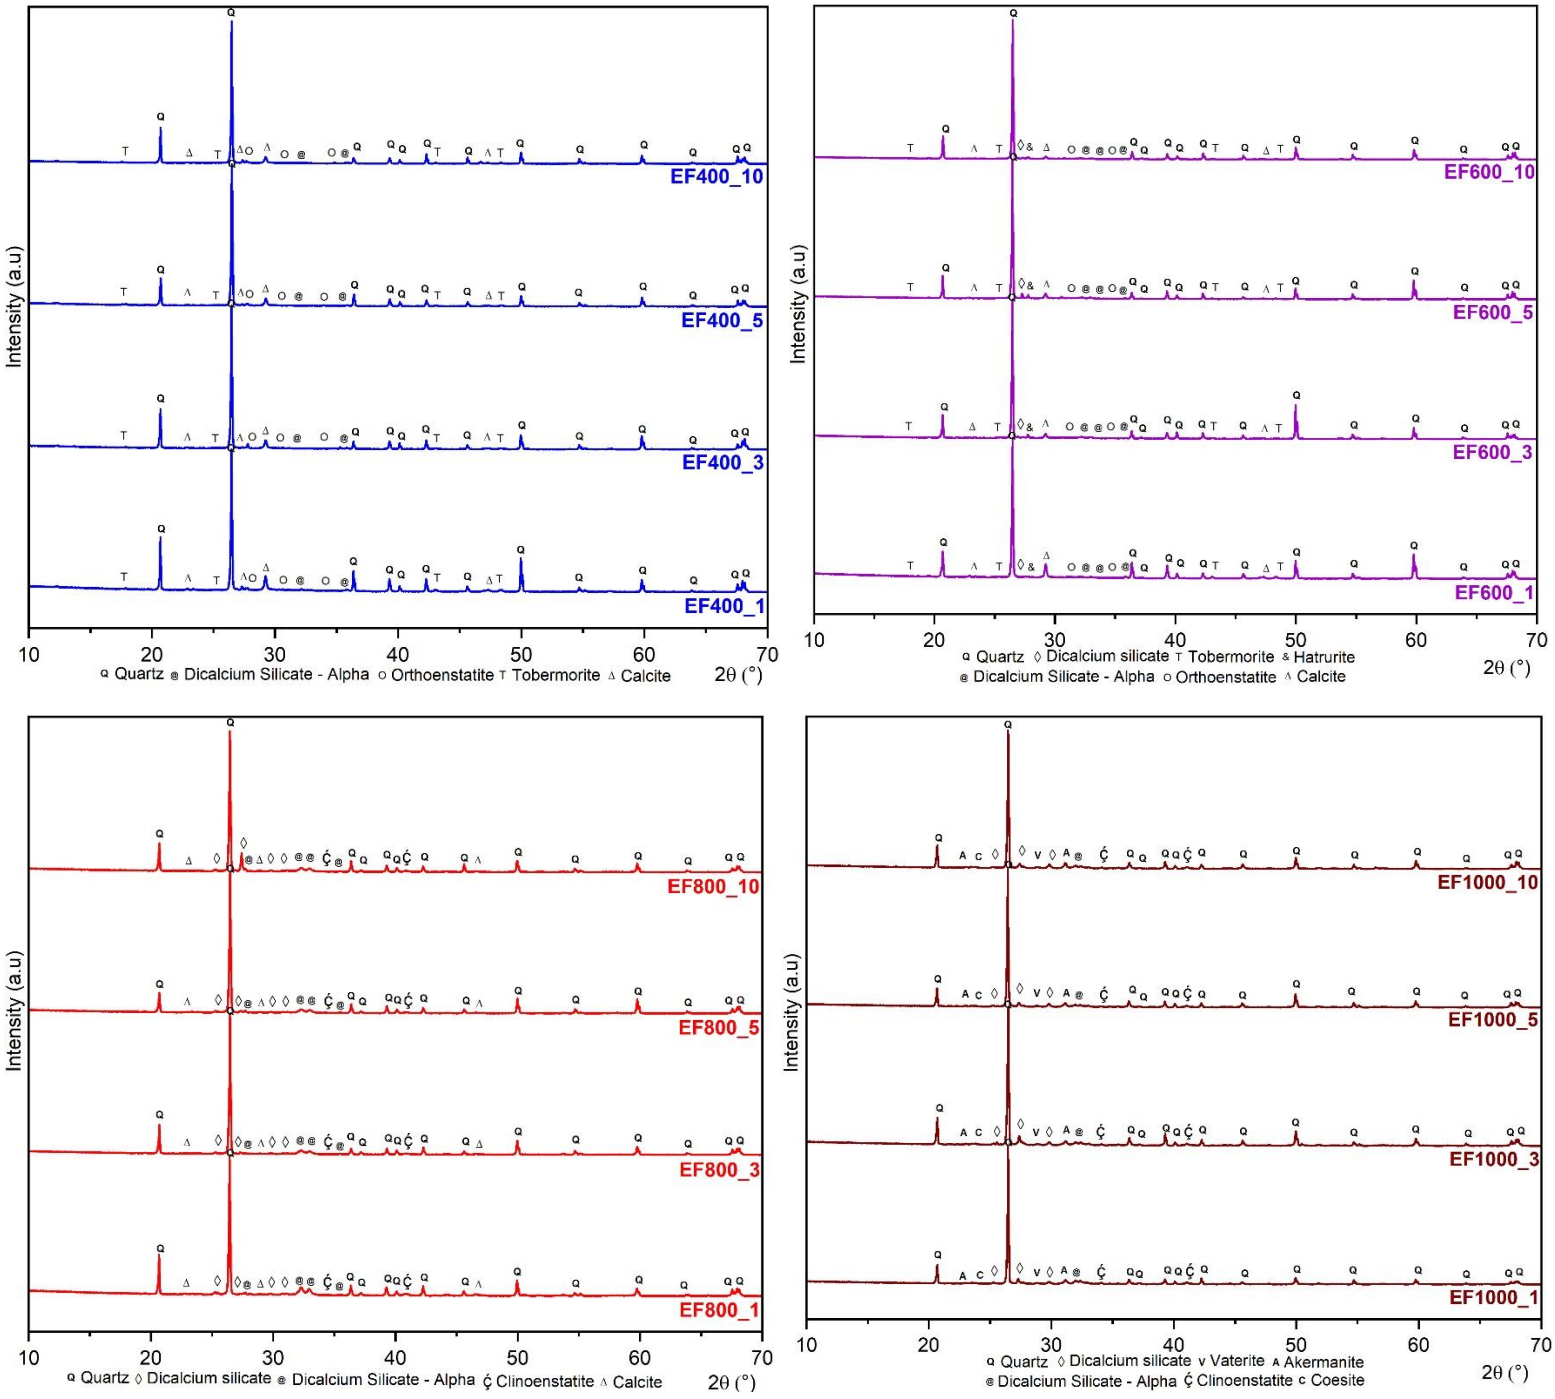 Q
Q
T Δ T Δ O Δ O @ O @ Q Q Q Q T Q Δ T Q Q Q Q Q Q
EF400_10
Q
Q
T Δ T Δ O O @ O @ Q Q Q Q T Q Δ T Q Q Q Q Q Q
EF400_5
Q
Q
T Δ T Δ O Δ O @ O @ Q Q Q Q T Q Δ T Q Q Q Q Q Q
EF400_3
Q
Q
T Δ T Δ O Δ O @ O @ Q Q Q Q T Q Δ T Q Q Q Q Q Q
EF400_1
Intensity (a.u)
10 20 30 40 50 60 70
Q Quartz @ Dicalcium Silicate - Alpha O Orthoenstatite T Tobermorite Δ Calcite
2θ (°)
Q
Q
T Δ T ◊ & Δ O @ @ O @ Q Q Q Q Q T Q Δ T Q Q Q Q Q Q
EF600_10
Q
Q
T Δ T ◊ & Δ O @ @ O @ Q Q Q Q Q T Q Δ T Q Q Q Q Q Q
EF600_5
Q
Q
T Δ T ◊ & Δ O @ @ O @ Q Q Q Q Q T Q Δ T Q Q Q Q Q Q
EF600_3
Q
Q
T Δ T ◊ & Δ O @ @ O @ Q Q Q Q Q T Q Δ T Q Q Q Q Q Q
EF600_1
Intensity (a.u)
10 20 30 40 50 60 70
Q Quartz ◊ Dicalcium silicate T Tobermorite & Hatrurite
@ Dicalcium Silicate - Alpha O Orthoenstatite Δ Calcite
2θ (°)
Q
Q
Δ ◊ ◊ @ Δ ◊ ◊ @ @ Ḉ @ Q Q Q Q Ḉ Q Q Δ Q Q Q Q Q Q
EF800_10
Q
Q
Δ ◊ ◊ @ Δ ◊ ◊ @ @ Ḉ @ Q Q Q Q Ḉ Q Q Δ Q Q Q Q Q Q
EF800_5
Q
Q
Δ ◊ ◊ @ Δ ◊ ◊ @ @ Ḉ @ Q Q Q Q Ḉ Q Q Δ Q Q Q Q Q Q
EF800_3
Q
Q
Δ ◊ ◊ @ Δ ◊ ◊ @ @ Ḉ @ Q Q Q Q Ḉ Q Q Δ Q Q Q Q Q Q
EF800_1
Intensity (a.u)
10 20 30 40 50 60 70
Q Quartz ◊ Dicalcium silicate @ Dicalcium Silicate - Alpha Ḉ Clinoenstatite Δ Calcite
2θ (°)
Q
Q
A C ◊ ◊ V ◊ A @ Ḉ Q Q Q Q Ḉ Q Q Q Q Q Q Q Q
EF1000_10
Q
Q
A C ◊ ◊ V ◊ A @ Ḉ Q Q Q Q Ḉ Q Q Q Q Q Q Q Q
EF1000_5
Q
Q
A C ◊ ◊ V ◊ A @ Ḉ Q Q Q Q Ḉ Q Q Q Q Q Q Q Q
EF1000_3
Q
Q
A C ◊ ◊ V ◊ A @ Ḉ Q Q Q Q Ḉ Q Q Q Q Q Q Q Q
EF1000_1
Intensity (a.u)
20 30 40 50 60 70
10
Q Quartz ◊ Dicalcium silicate V Vaterite A Akermanite
@ Dicalcium Silicate - Alpha Ḉ Clinoenstatite C Coesite
2θ (°)